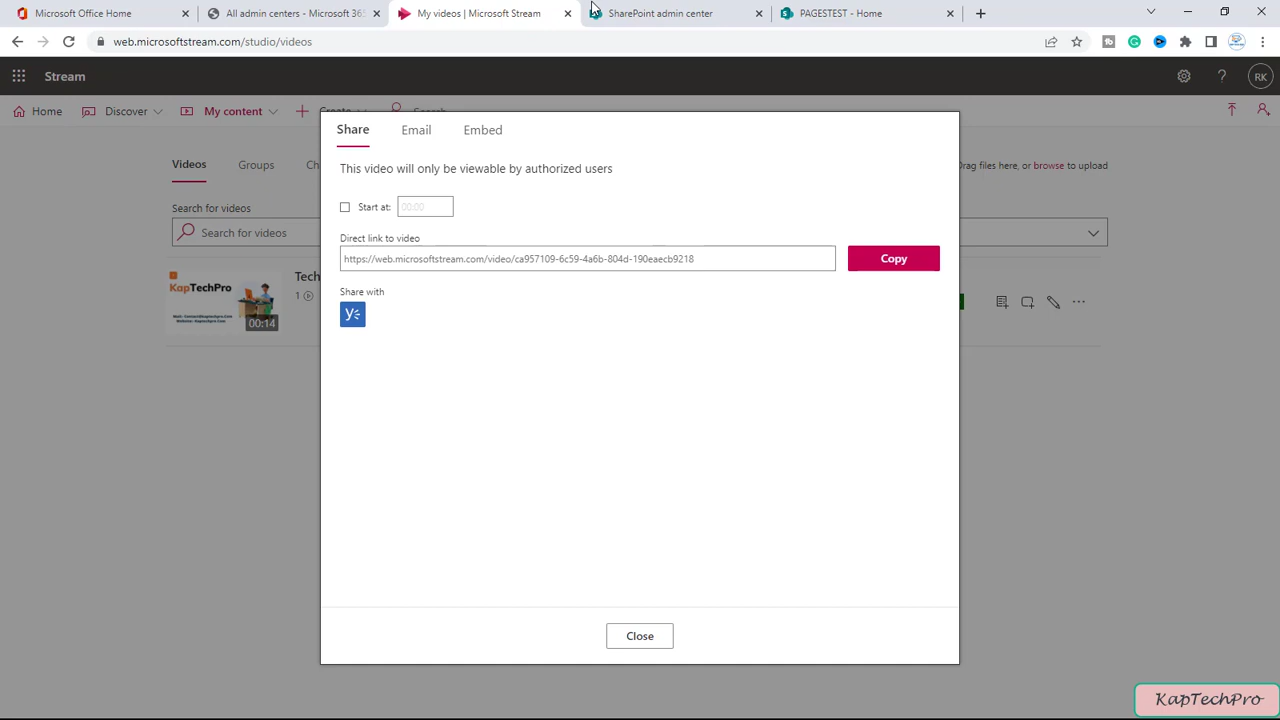 Microsoft Office Home
All admin centers - Microsoft 36
My videos | Microsoft Stream
SharePoint admin center
PAGESTEST - Home
web.microsoftstream.com/studio/videos
Stream
RK
Home
Discover
My content
Create
Search
Share
Email
Embed
Videos
Groups
Ch
Drag files here, or browse to upload
This video will only be viewable by authorized users
Start at:
00:00
Search for videos
Search for videos
Direct link to video
https://web.microsoftstream.com/video/ca957109-6c59-4a6b-804d-190eaecb9218
Copy
Share with
KapTechPro
00:14
Tech
1
Close
KapTechPro